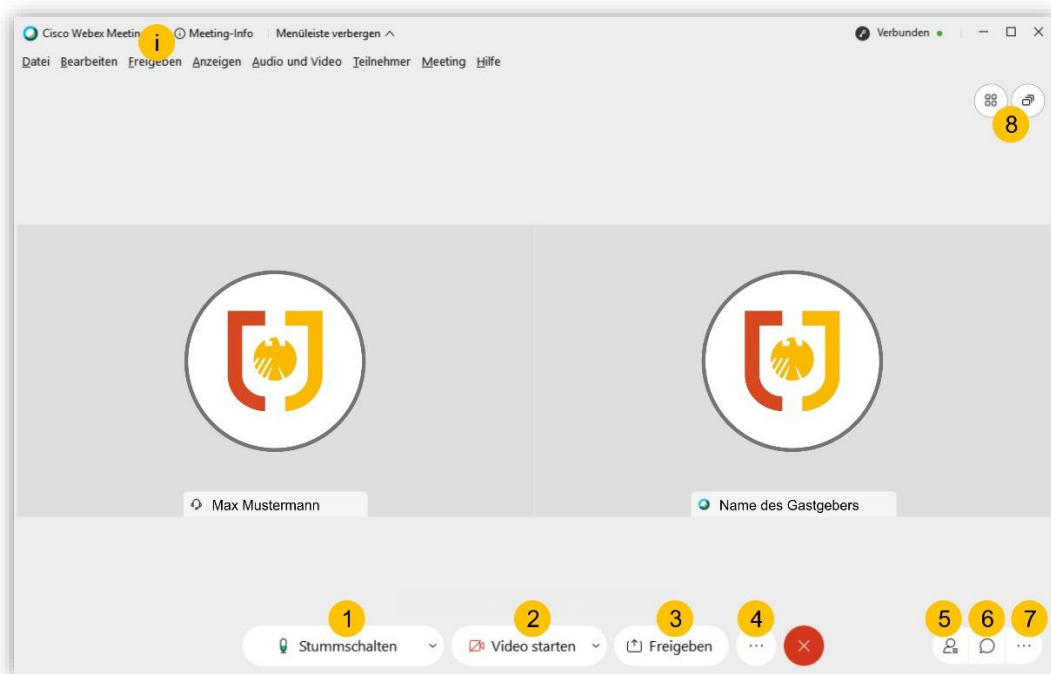 Cisco Webex Meetin i Meeting-Info Menüleiste verbergen Verbunden
Datei Bearbeiten Freigeben Anzeigen Audio und Video Teilnehmer Meeting Hilfe
8
Max Mustermann Name des Gastgebers
1 2 3 4 5 6 7
Stummschalten Video starten Freigeben